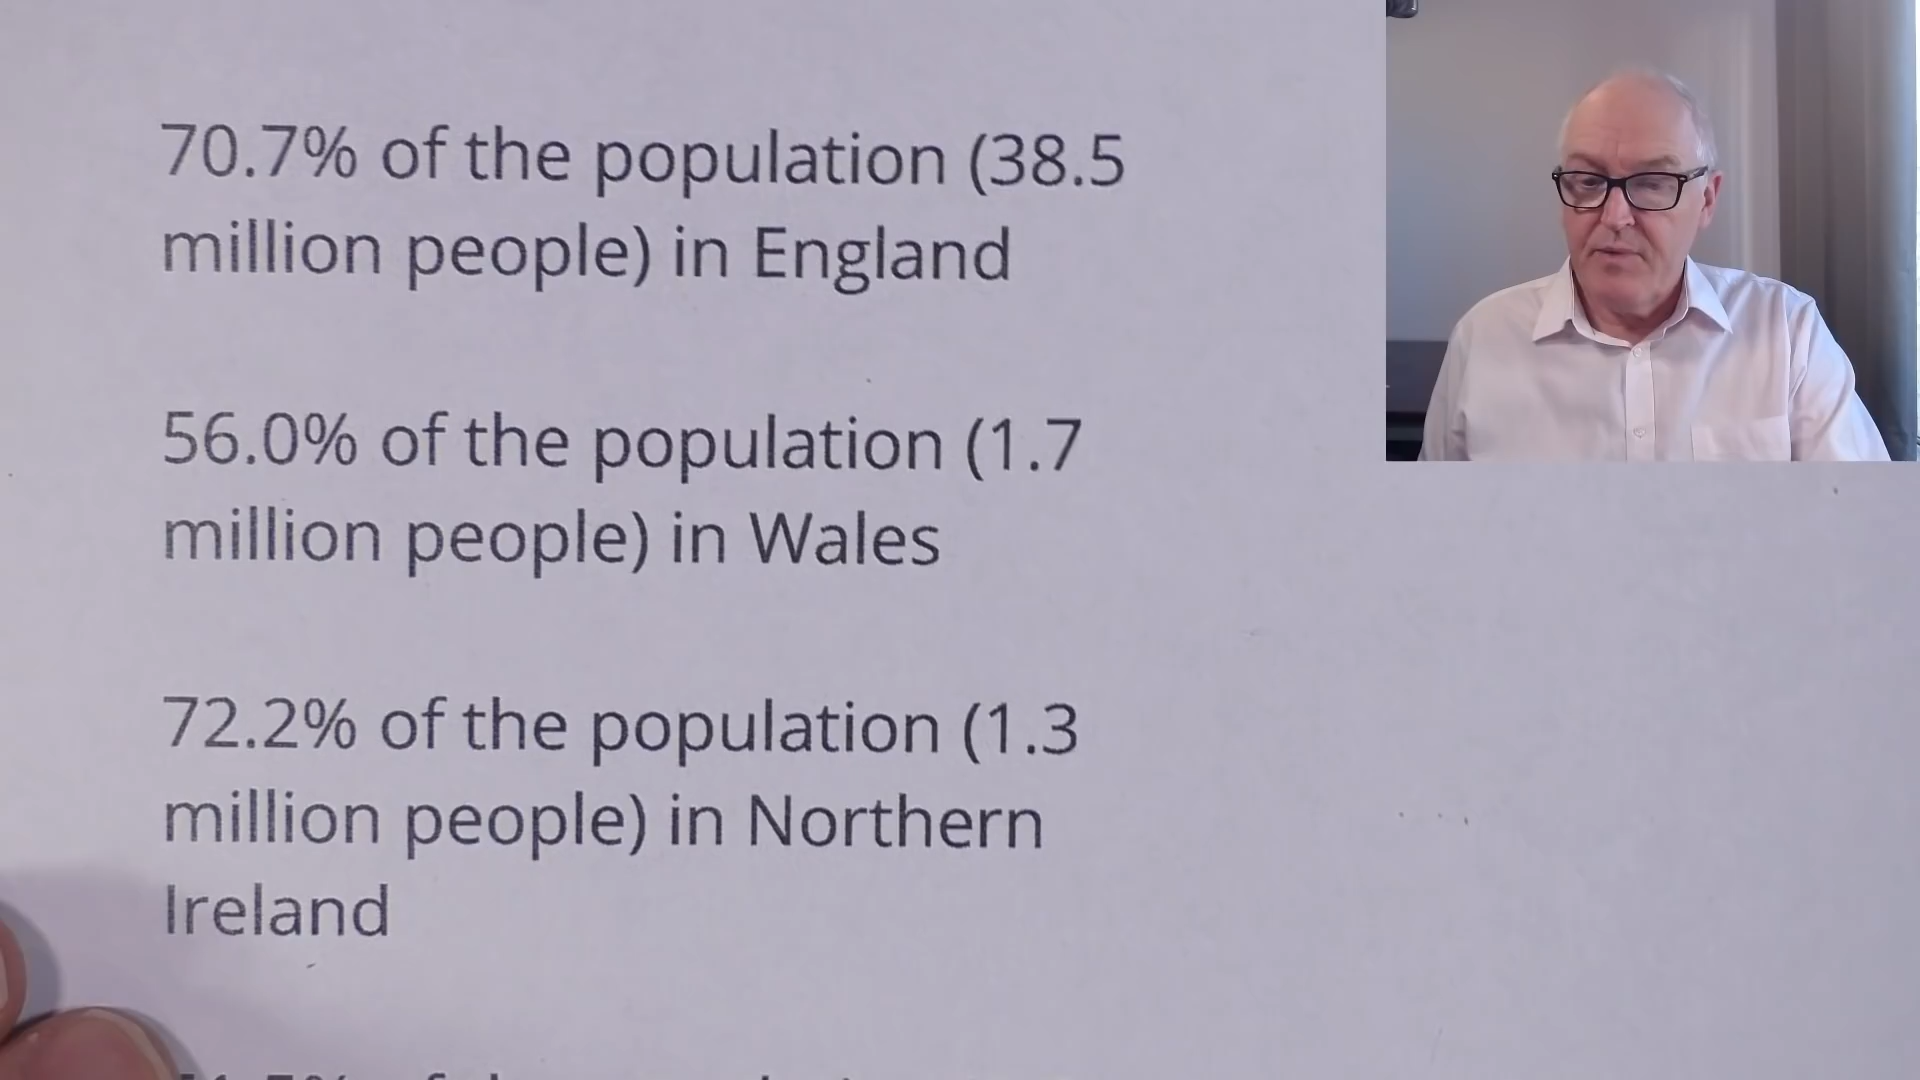 70.7% of the population (38.5
million people) in England
56.0% of the population (1.7
million people) in Wales
72.2% of the population (1.3
million people) in Northern
Ireland